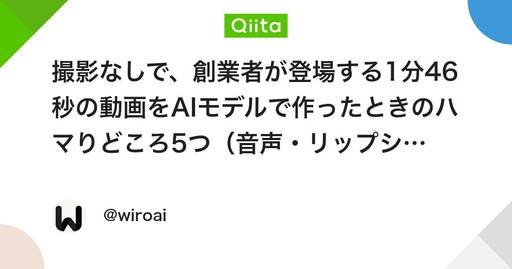 Qiita
撮影なしで、創業者が登場する1分46
秒の動画をAIモデルで作ったときのハ
マりどころ5つ（音声・リップシ…
@wiroai